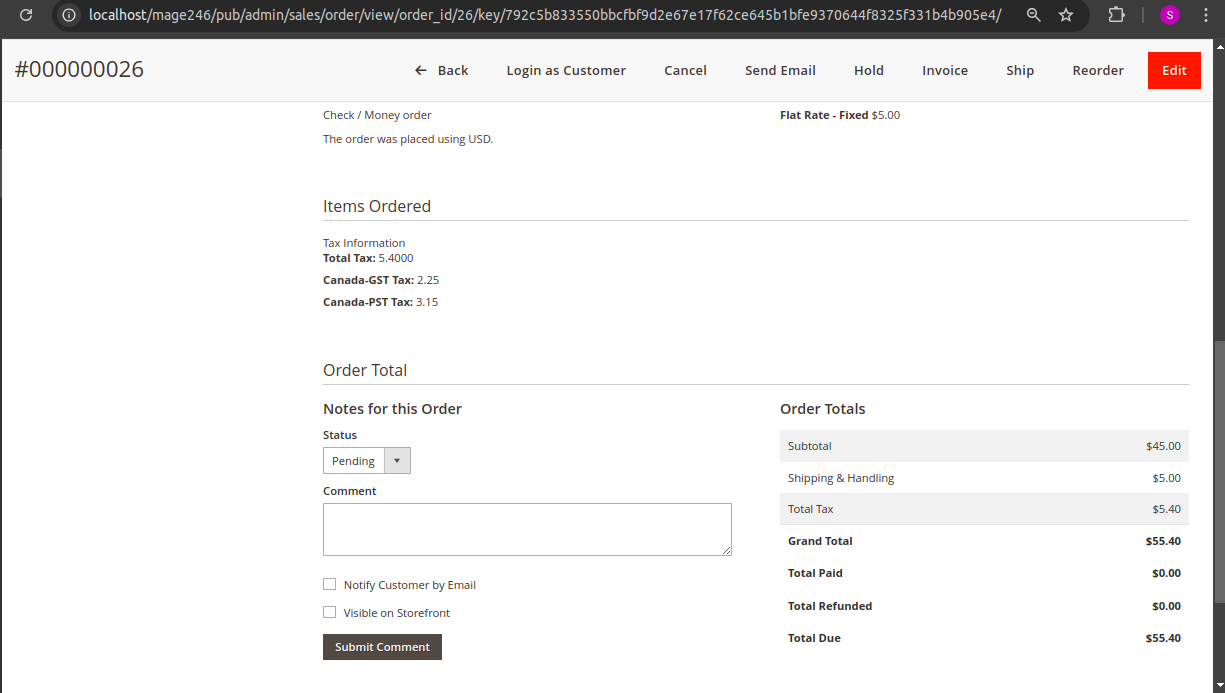 localhost/mage246/pub/admin/sales/order/view/order_id/26/key/792c5b833550bbcfbf9d2e67e17f62ce645b1bfe9370644f8325f331b4b905e4/
S
#000000026
Back Login as Customer Cancel Send Email Hold Invoice Ship Reorder Edit
Check / Money order
Flat Rate - Fixed $5.00
The order was placed using USD.
Items Ordered
Tax Information
Total Tax: 5.4000
Canada-GST Tax: 2.25
Canada-PST Tax: 3.15
Order Total
Notes for this Order
Status
Pending
Comment
Notify Customer by Email
Visible on Storefront
Submit Comment
Order Totals
Subtotal $45.00
Shipping & Handling $5.00
Total Tax $5.40
Grand Total $55.40
Total Paid $0.00
Total Refunded $0.00
Total Due $55.40